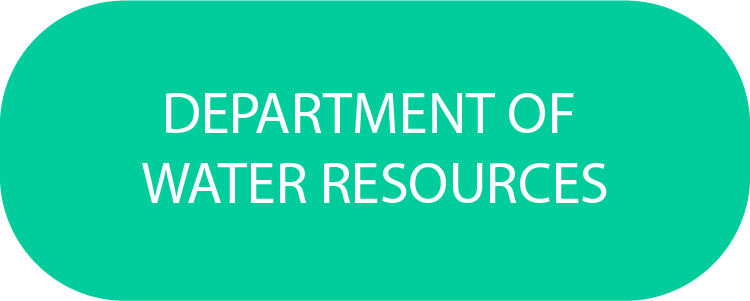 DEPARTMENT OF
WATER RESOURCES